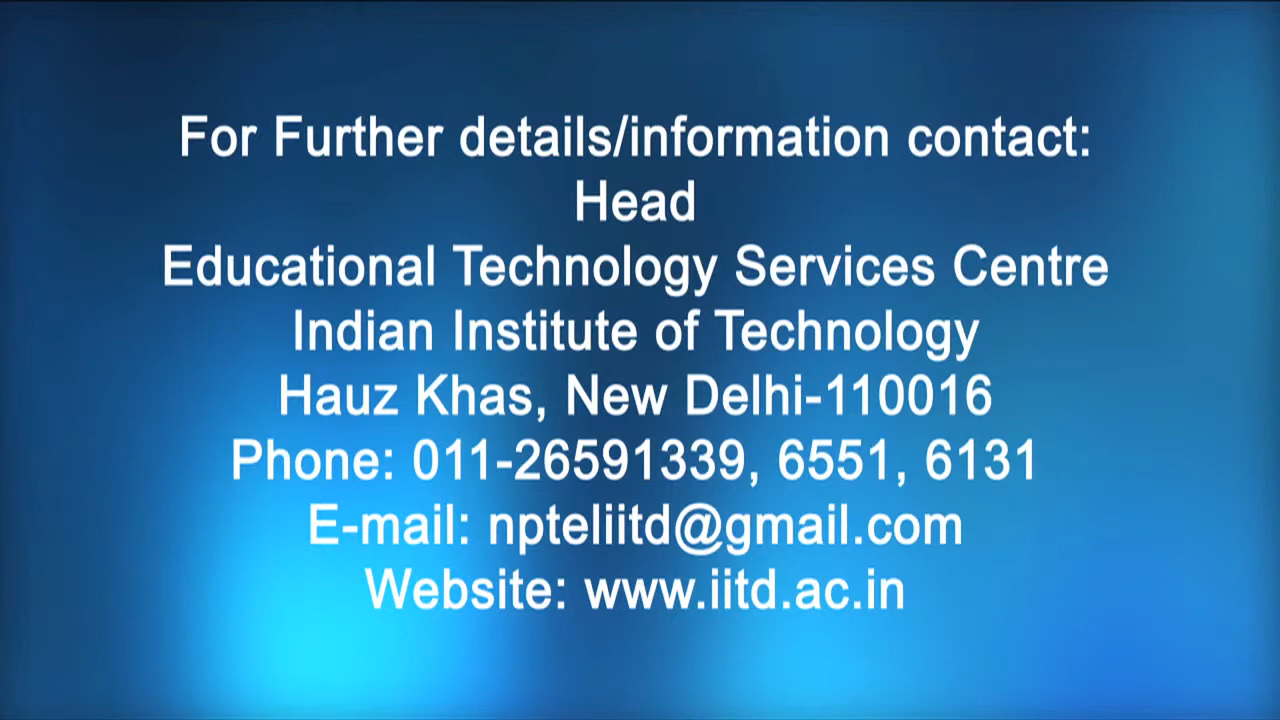 For Further details/information contact:
Head
Educational Technology Services Centre
Indian Institute of Technology
Hauz Khas, New Delhi-110016
Phone: 011-26591339, 6551, 6131
E-mail: npteliitd@gmail.com
Website: www.iitd.ac.in